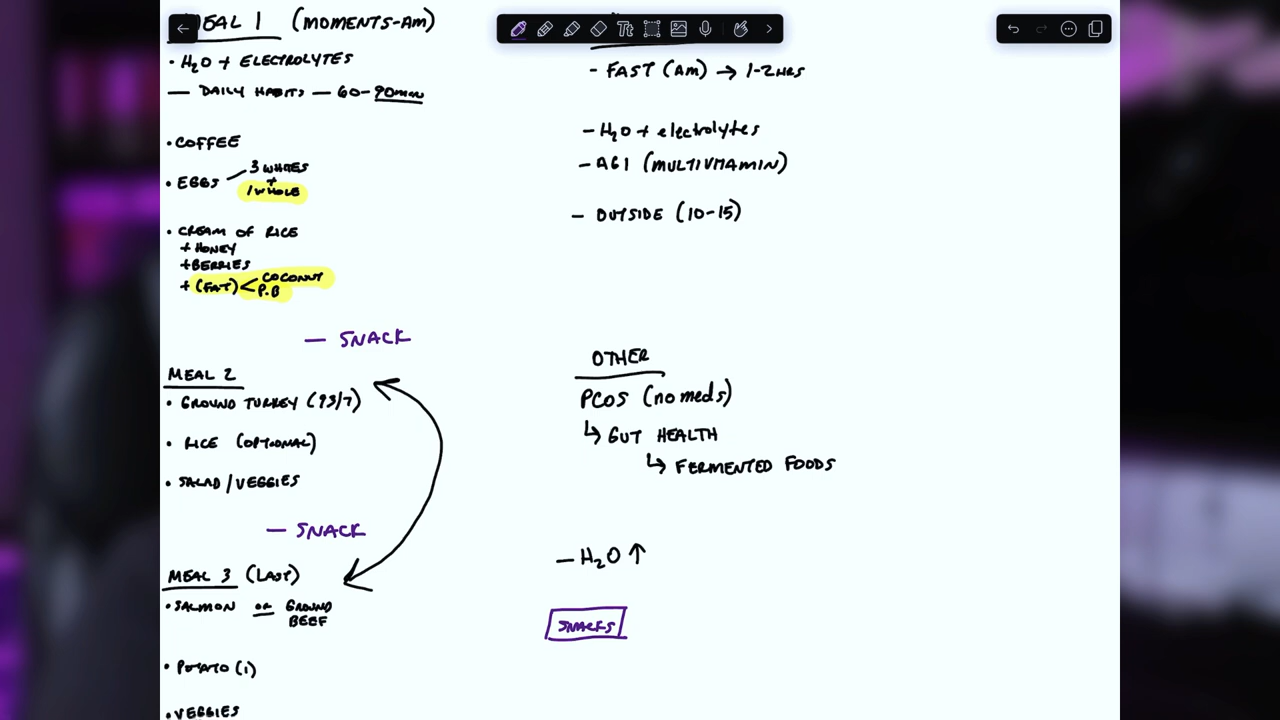 EAL 1 (MOMENTS-AM)
• H₂O + ELECTROLYTES
— DAILY HABITS — 60-90min
• COFFEE
• EGGS — 3 WHITES
+
1 WHOLE
• CREAM OF RICE
+ HONEY
+ BERRIES
+ (FAT) < COCONUT
P.B
— SNACK
MEAL 2
• GROUND TURKEY (93/7)
• RICE (OPTIONAL)
• SALAD/VEGGIES
— SNACK
MEAL 3 (LAST)
• SALMON or GROUND
BEEF
• POTATO (1)
• VEGGIES
- FAST (AM) → 1-2HRS
- H₂O + electrolytes
- AG1 (MULTIVITAMIN)
- OUTSIDE (10-15)
OTHER
PCOS (no meds)
↳ GUT HEALTH
↳ FERMENTED FOODS
- H₂O ↑
SNACKS
Tt